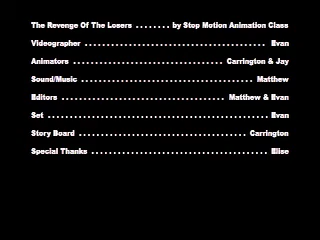 The Revenge Of The Losers ........ by Stop Motion Animation Class
Videographer ........................................ Evan
Animators ................................. Carrington & Jay
Sound/Music ...................................... Matthew
Editors .................................... Matthew & Evan
Set ................................................. Evan
Story Board ..................................... Carrington
Special Thanks ....................................... Elise